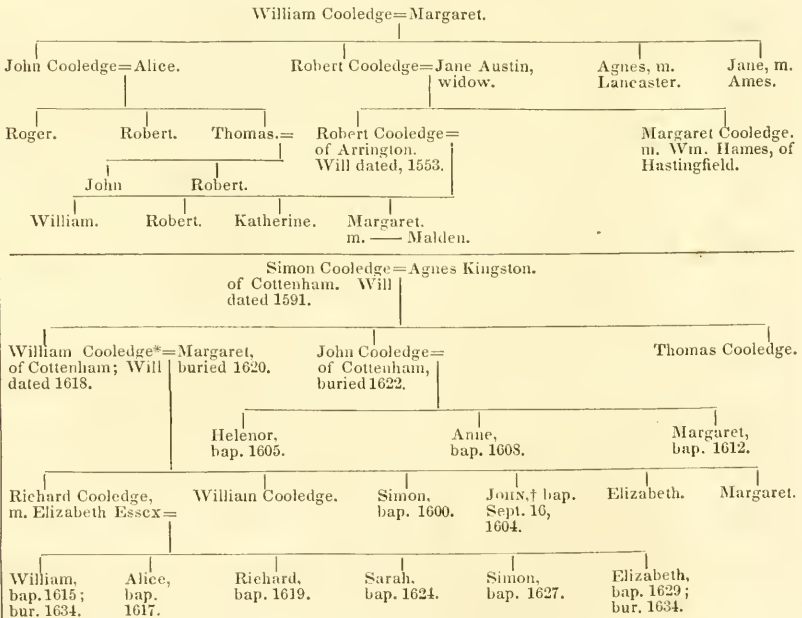 William Cooledge=Margaret.
John Cooledge=Alice. Robert Cooledge=Jane Austin, Agnes, m. Jane, m.
widow. Lancaster. Ames.
Roger. Robert. Thomas.= Robert Cooledge= Margaret Cooledge.
of Arrington. m. Wm. Hames, of
Will dated, 1553. Hastingfield.
John Robert.
William. Robert. Katherine. Margaret.
m. —— Malden.
Simon Cooledge=Agnes Kingston.
of Cottenham. Will
dated 1591.
William Cooledge*=Margaret, John Cooledge= Thomas Cooledge.
of Cottenham; Will buried 1620. of Cottenham,
dated 1618. buried 1622.
Helenor, Anne, Margaret,
bap. 1605. bap. 1608. bap. 1612.
Richard Cooledge, William Cooledge. Simon, JOHN,† bap. Elizabeth. Margaret.
m. Elizabeth Essex= bap. 1600. Sept. 16,
1604.
William, Alice, Richard, Sarah, Simon, Elizabeth,
bap. 1615; bap. bap. 1619. bap. 1624. bap. 1627. bap. 1629;
bur. 1634. 1617. bur. 1634.